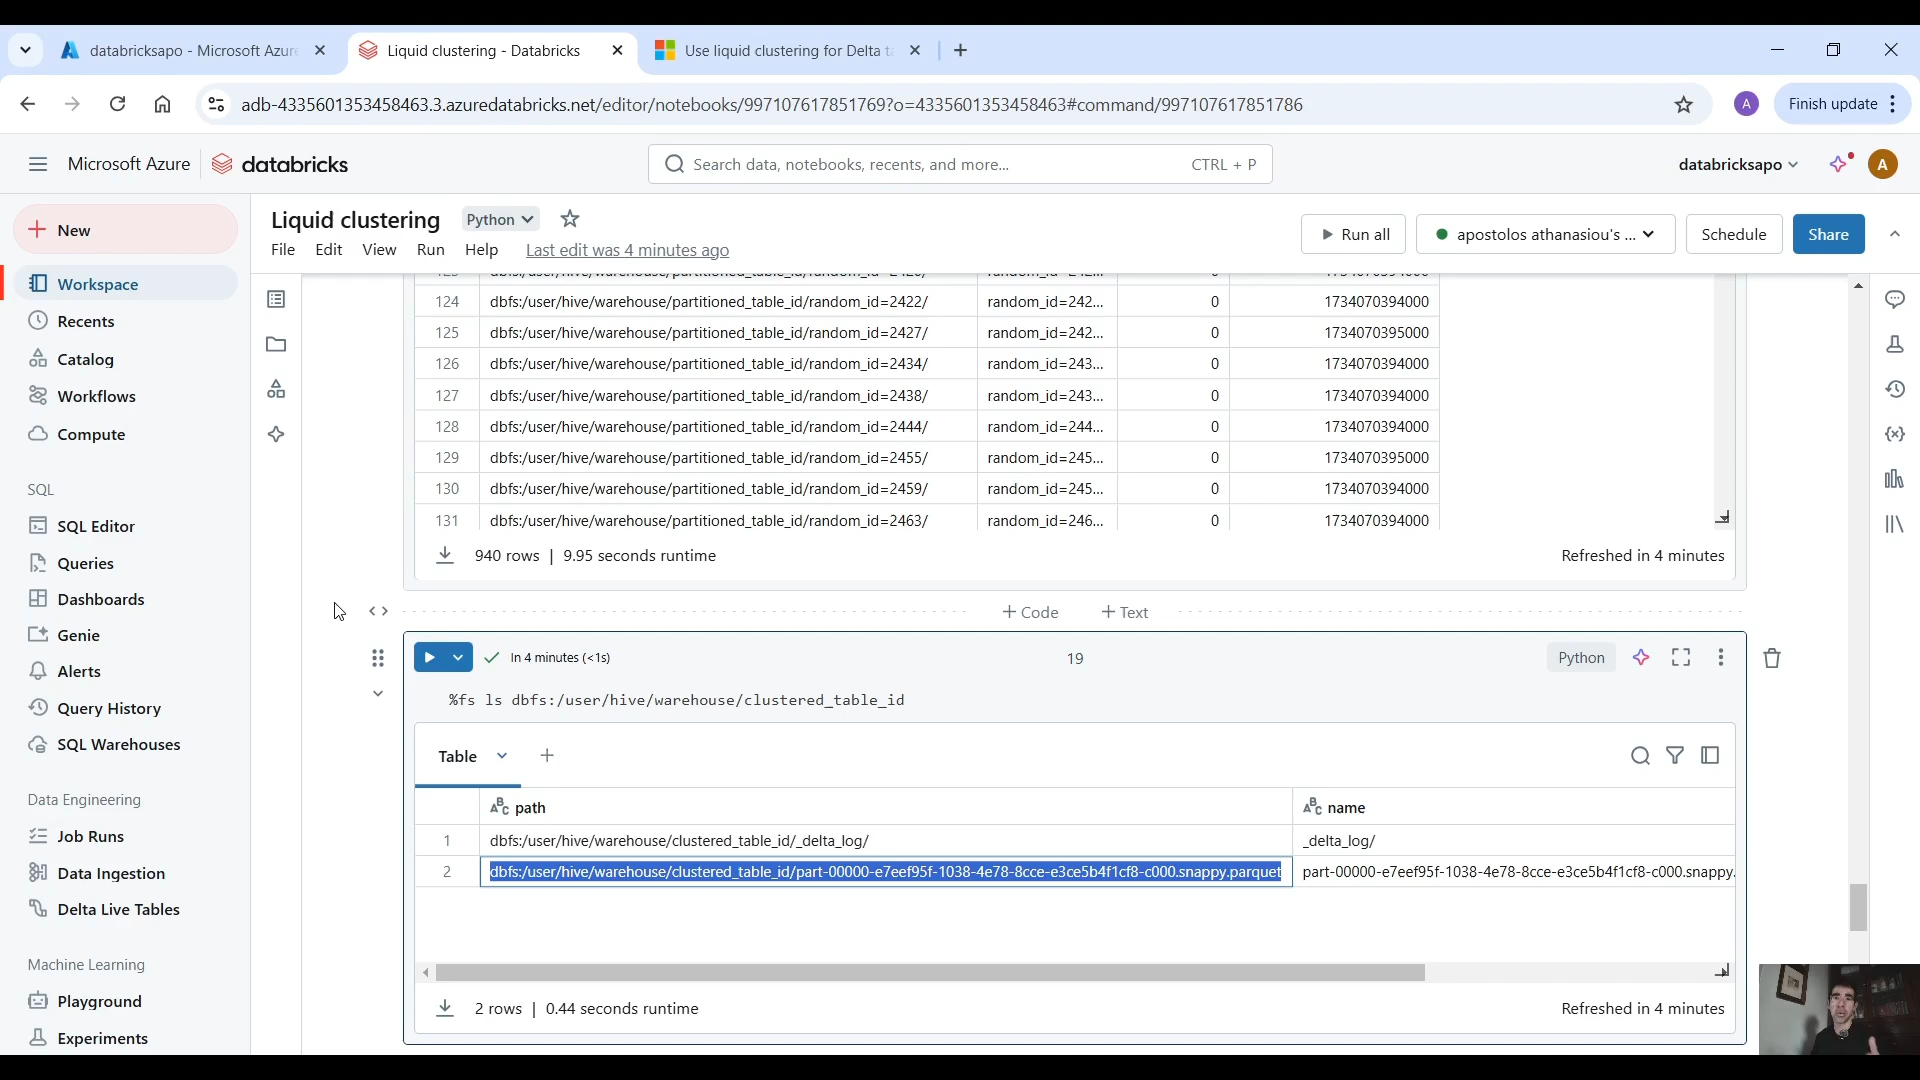 databricksapo - Microsoft Azure
Liquid clustering - Databricks
Use liquid clustering for Delta ta
adb-4335601353458463.3.azuredatabricks.net/editor/notebooks/997107617851769?o=4335601353458463#command/997107617851786
A
Finish update
Microsoft Azure
databricks
Search data, notebooks, recents, and more...
CTRL + P
databricksapo
A
New
Workspace
Recents
Catalog
Workflows
Compute
SQL
SQL Editor
Queries
Dashboards
Genie
Alerts
Query History
SQL Warehouses
Data Engineering
Job Runs
Data Ingestion
Delta Live Tables
Machine Learning
Playground
Experiments
Liquid clustering
Python
File Edit View Run Help Last edit was 4 minutes ago
Run all
apostolos athanasiou's ...
Schedule
Share
124 dbfs:/user/hive/warehouse/partitioned_table_id/random_id=2422/ random_id=242... 0 1734070394000
125 dbfs:/user/hive/warehouse/partitioned_table_id/random_id=2427/ random_id=242... 0 1734070395000
126 dbfs:/user/hive/warehouse/partitioned_table_id/random_id=2434/ random_id=243... 0 1734070394000
127 dbfs:/user/hive/warehouse/partitioned_table_id/random_id=2438/ random_id=243... 0 1734070394000
128 dbfs:/user/hive/warehouse/partitioned_table_id/random_id=2444/ random_id=244... 0 1734070394000
129 dbfs:/user/hive/warehouse/partitioned_table_id/random_id=2455/ random_id=245... 0 1734070395000
130 dbfs:/user/hive/warehouse/partitioned_table_id/random_id=2459/ random_id=245... 0 1734070394000
131 dbfs:/user/hive/warehouse/partitioned_table_id/random_id=2463/ random_id=246... 0 1734070394000
940 rows | 9.95 seconds runtime
Refreshed in 4 minutes
+ Code + Text
In 4 minutes (<1s)
19
Python
%fs ls dbfs:/user/hive/warehouse/clustered_table_id
Table
path
name
1 dbfs:/user/hive/warehouse/clustered_table_id/_delta_log/ _delta_log/
2 dbfs:/user/hive/warehouse/clustered_table_id/part-00000-e7eef95f-1038-4e78-8cce-e3ce5b4f1cf8-c000.snappy.parquet part-00000-e7eef95f-1038-4e78-8cce-e3ce5b4f1cf8-c000.snappy.
2 rows | 0.44 seconds runtime
Refreshed in 4 minutes